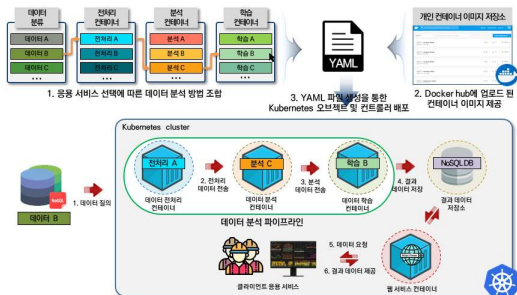 데이터
분류
전처리
컨테이너
분석
컨테이너
학습
컨테이너
개인 컨테이너 이미지 저장소
데이터 A
데이터 B
데이터 C
...
전처리 A
전처리 B
전처리 C
...
분석 A
분석 B
분석 C
...
학습 A
학습 B
학습 C
...
YAML
docker
1. 응용 서비스 선택에 따른 데이터 분석 방법 조합
3. YAML 파일 생성을 통한
Kubernetes 오브젝트 및 컨트롤러 배포
2. Docker hub에 업로드 된
컨테이너 이미지 제공
Kubernetes cluster
NoSQL
데이터 B
1. 데이터 질의
전처리 A
데이터 전처리
컨테이너
2. 전처리
데이터 전송
분석 C
데이터 분석
컨테이너
3. 분석
데이터 전송
학습 B
데이터 학습
컨테이너
4. 결과
데이터 저장
NoSQL DB
결과 데이터
저장소
데이터 분석 파이프라인
클라이언트 응용 서비스
5. 데이터 요청
6. 결과 데이터 제공
웹 서비스 컨테이너